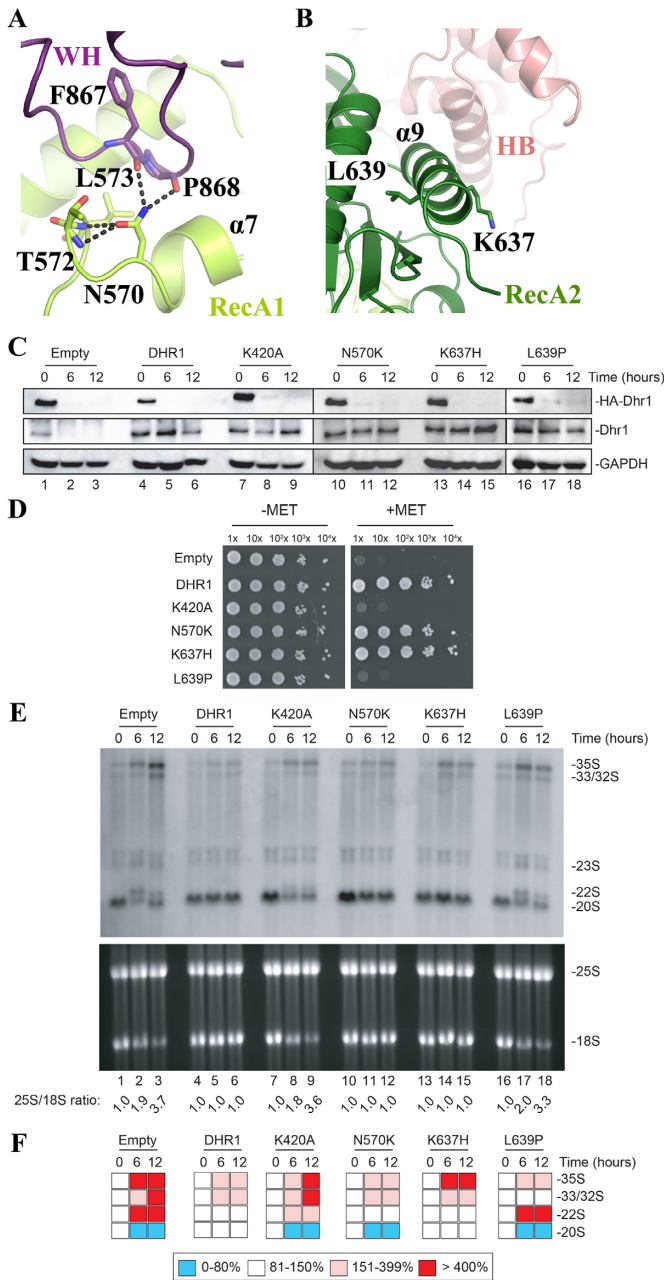 A
WH
F867
L573
P868
α7
T572
N570
RecA1
B
α9
L639
HB
K637
RecA2
C
Empty DHR1 K420A N570K K637H L639P
0 6 12 0 6 12 0 6 12 0 6 12 0 6 12 0 6 12 Time (hours)
-HA-Dhr1
-Dhr1
-GAPDH
1 2 3 4 5 6 7 8 9 10 11 12 13 14 15 16 17 18
D
-MET +MET
1x 10x 10²x 10³x 10⁴x 1x 10x 10²x 10³x 10⁴x
Empty
DHR1
K420A
N570K
K637H
L639P
E
Empty DHR1 K420A N570K K637H L639P
0 6 12 0 6 12 0 6 12 0 6 12 0 6 12 0 6 12 Time (hours)
-35S
-33/32S
-23S
-22S
-20S
-25S
-18S
1 2 3 4 5 6 7 8 9 10 11 12 13 14 15 16 17 18
25S/18S ratio: 1.0 1.9 3.7 1.0 1.0 1.0 1.0 1.8 3.6 1.0 1.0 1.0 1.0 1.0 1.0 1.0 2.0 3.3
F
Empty DHR1 K420A N570K K637H L639P
0 6 12 0 6 12 0 6 12 0 6 12 0 6 12 0 6 12 Time (hours)
-35S
-33/32S
-22S
-20S
0-80% 81-150% 151-399% > 400%